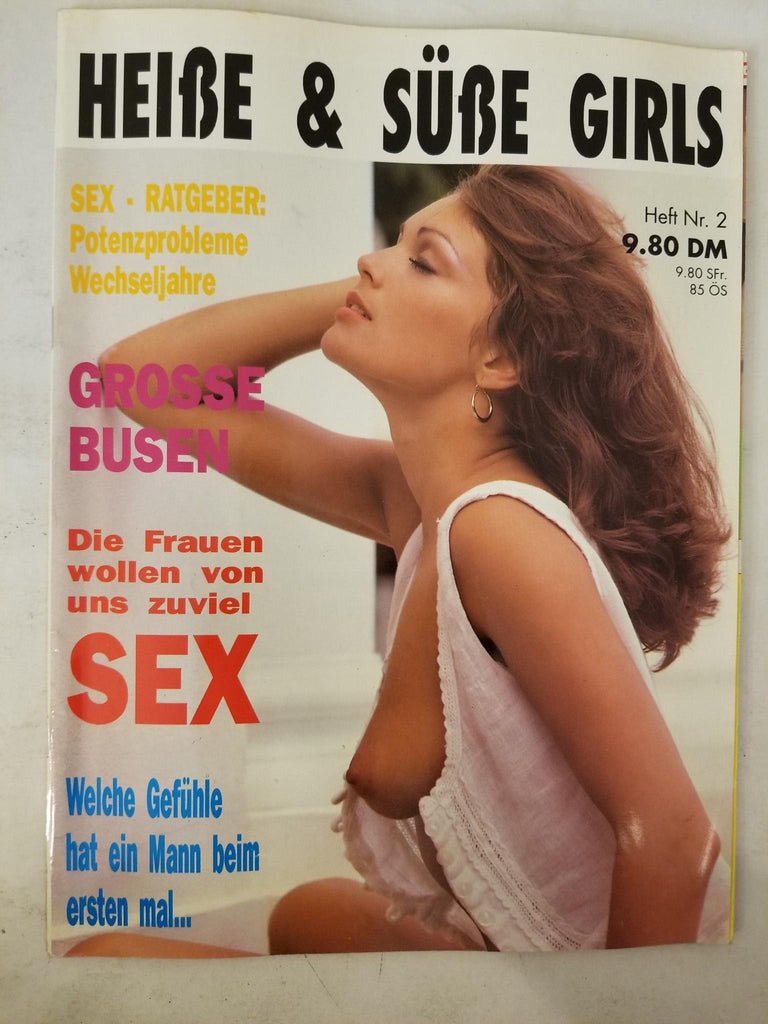 HEIßE & SÜßE GIRLS
SEX - RATGEBER:
Potenzprobleme
Wechseljahre
Heft Nr. 2
9.80 DM
9.80 SFr.
85 ÖS
GROSSE
BUSEN
Die Frauen
wollen von
uns zuviel
SEX
Welche Gefühle
hat ein Mann beim
ersten mal...